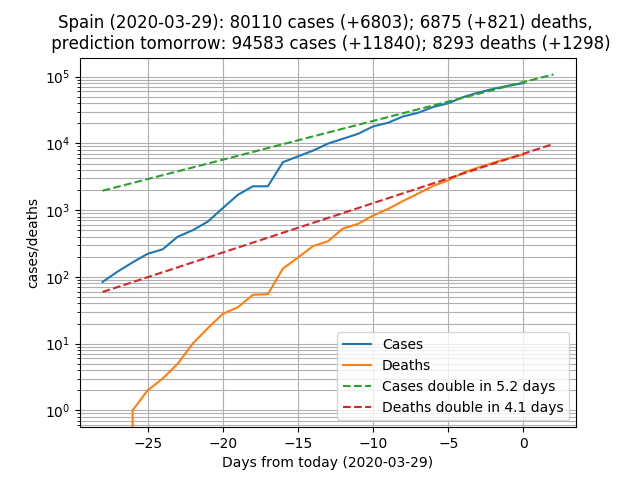 Spain (2020-03-29): 80110 cases (+6803); 6875 (+821) deaths,
prediction tomorrow: 94583 cases (+11840); 8293 deaths (+1298)
cases/deaths
10^5
10^4
10^3
10^2
10^1
10^0
Cases
Deaths
Cases double in 5.2 days
Deaths double in 4.1 days
−25 −20 −15 −10 −5 0
Days from today (2020-03-29)